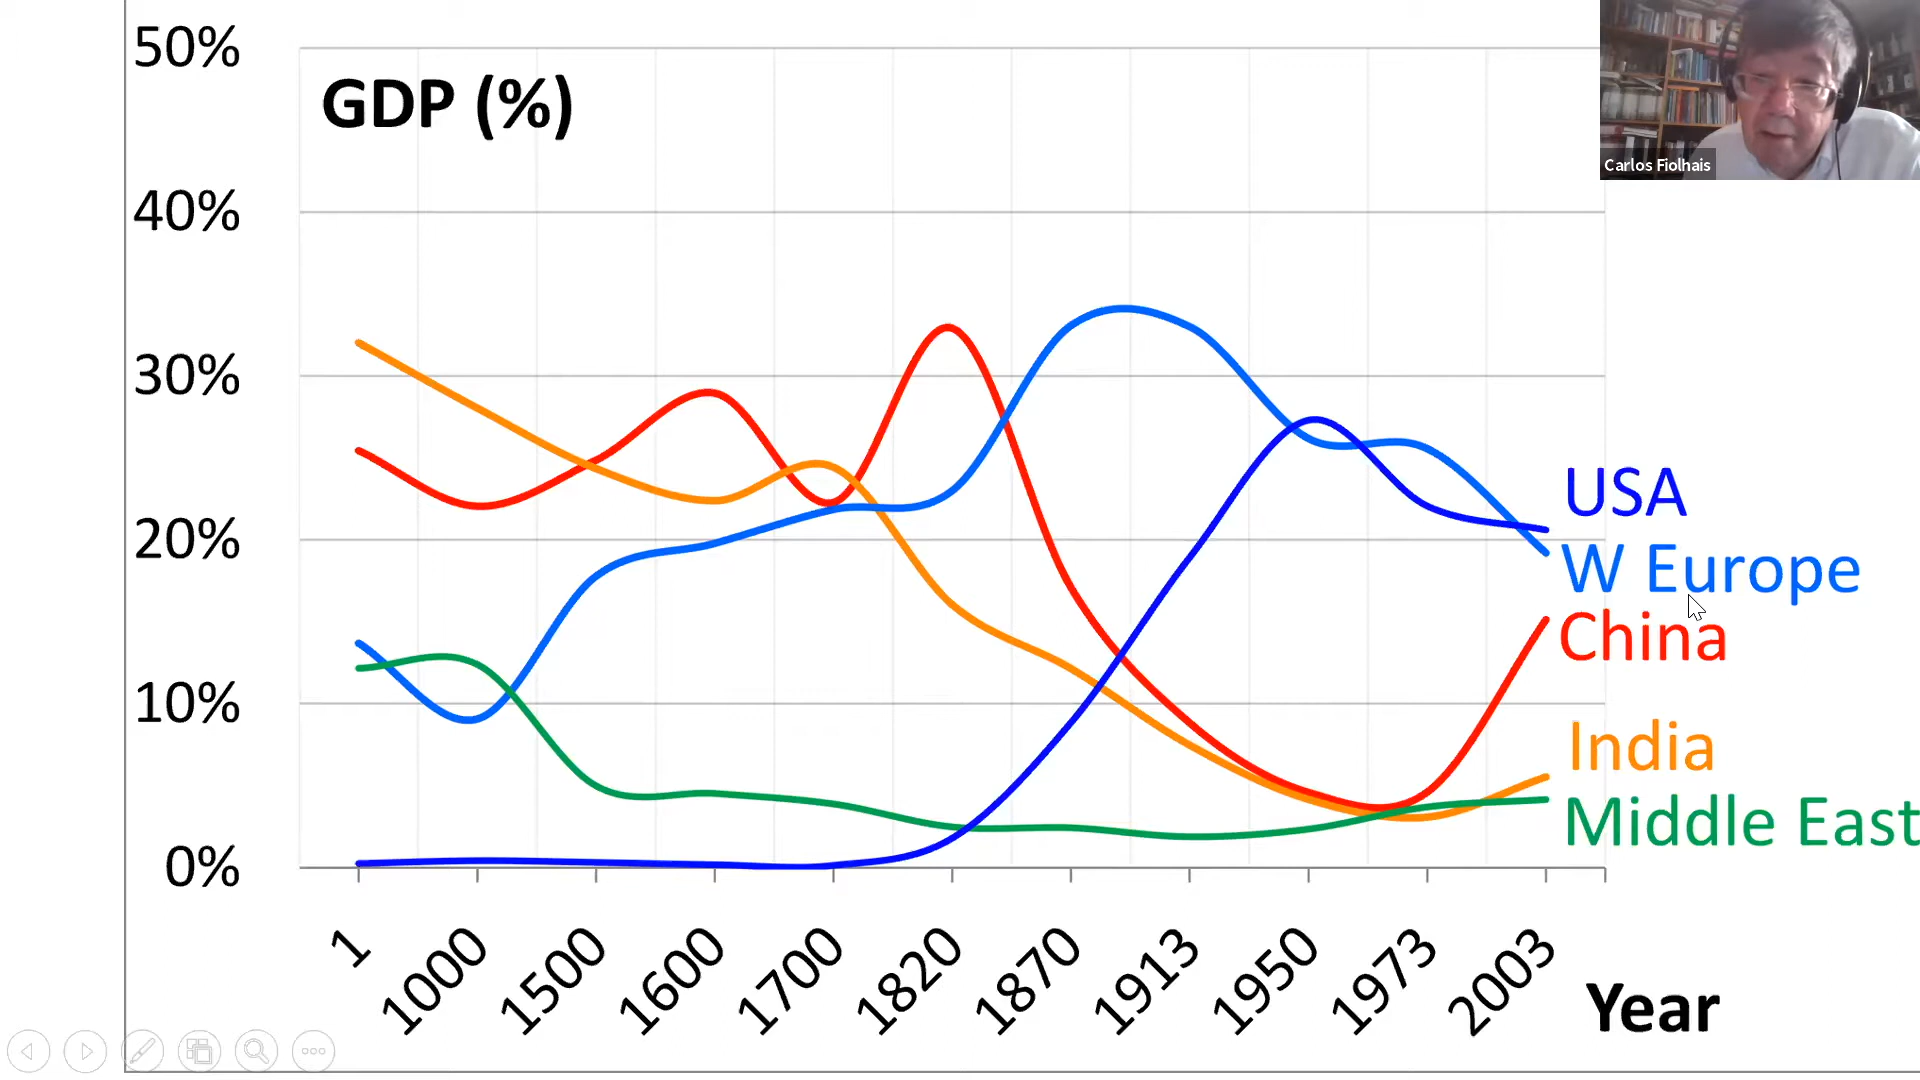 50%
GDP (%)
Carlos Fiolhais
40%
30%
USA
20%
W Europe
China
10%
India
Middle East
0%
1
1000
1500
1600
1700
1820
1870
1913
1950
1973
2003
Year